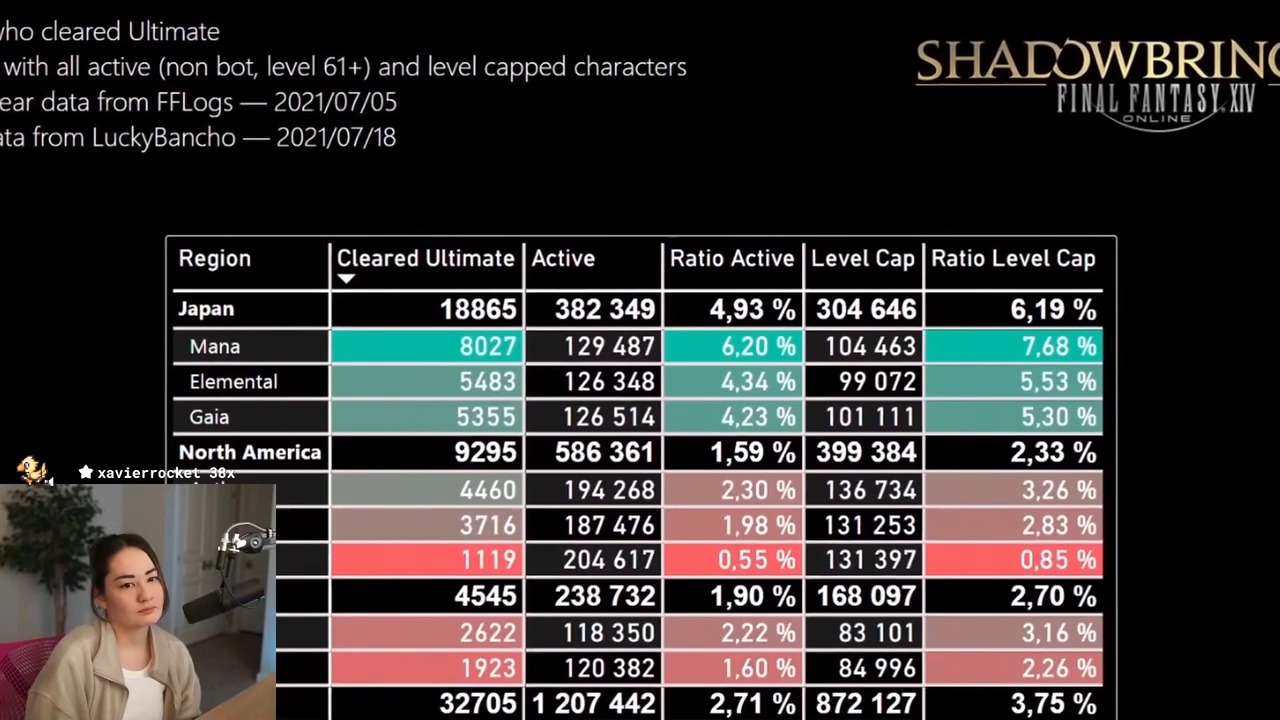 who cleared Ultimate
with all active (non bot, level 61+) and level capped characters
ear data from FFLogs — 2021/07/05
ata from LuckyBancho — 2021/07/18
SHADOWBRING
FINAL FANTASY XIV
ONLINE
Region Cleared Ultimate Active Ratio Active Level Cap Ratio Level Cap
Japan 18865 382 349 4,93 % 304 646 6,19 %
Mana 8027 129 487 6,20 % 104 463 7,68 %
Elemental 5483 126 348 4,34 % 99 072 5,53 %
Gaia 5355 126 514 4,23 % 101 111 5,30 %
North America 9295 586 361 1,59 % 399 384 2,33 %
xavierrocket 38x
4460 194 268 2,30 % 136 734 3,26 %
3716 187 476 1,98 % 131 253 2,83 %
1119 204 617 0,55 % 131 397 0,85 %
4545 238 732 1,90 % 168 097 2,70 %
2622 118 350 2,22 % 83 101 3,16 %
1923 120 382 1,60 % 84 996 2,26 %
32705 1 207 442 2,71 % 872 127 3,75 %